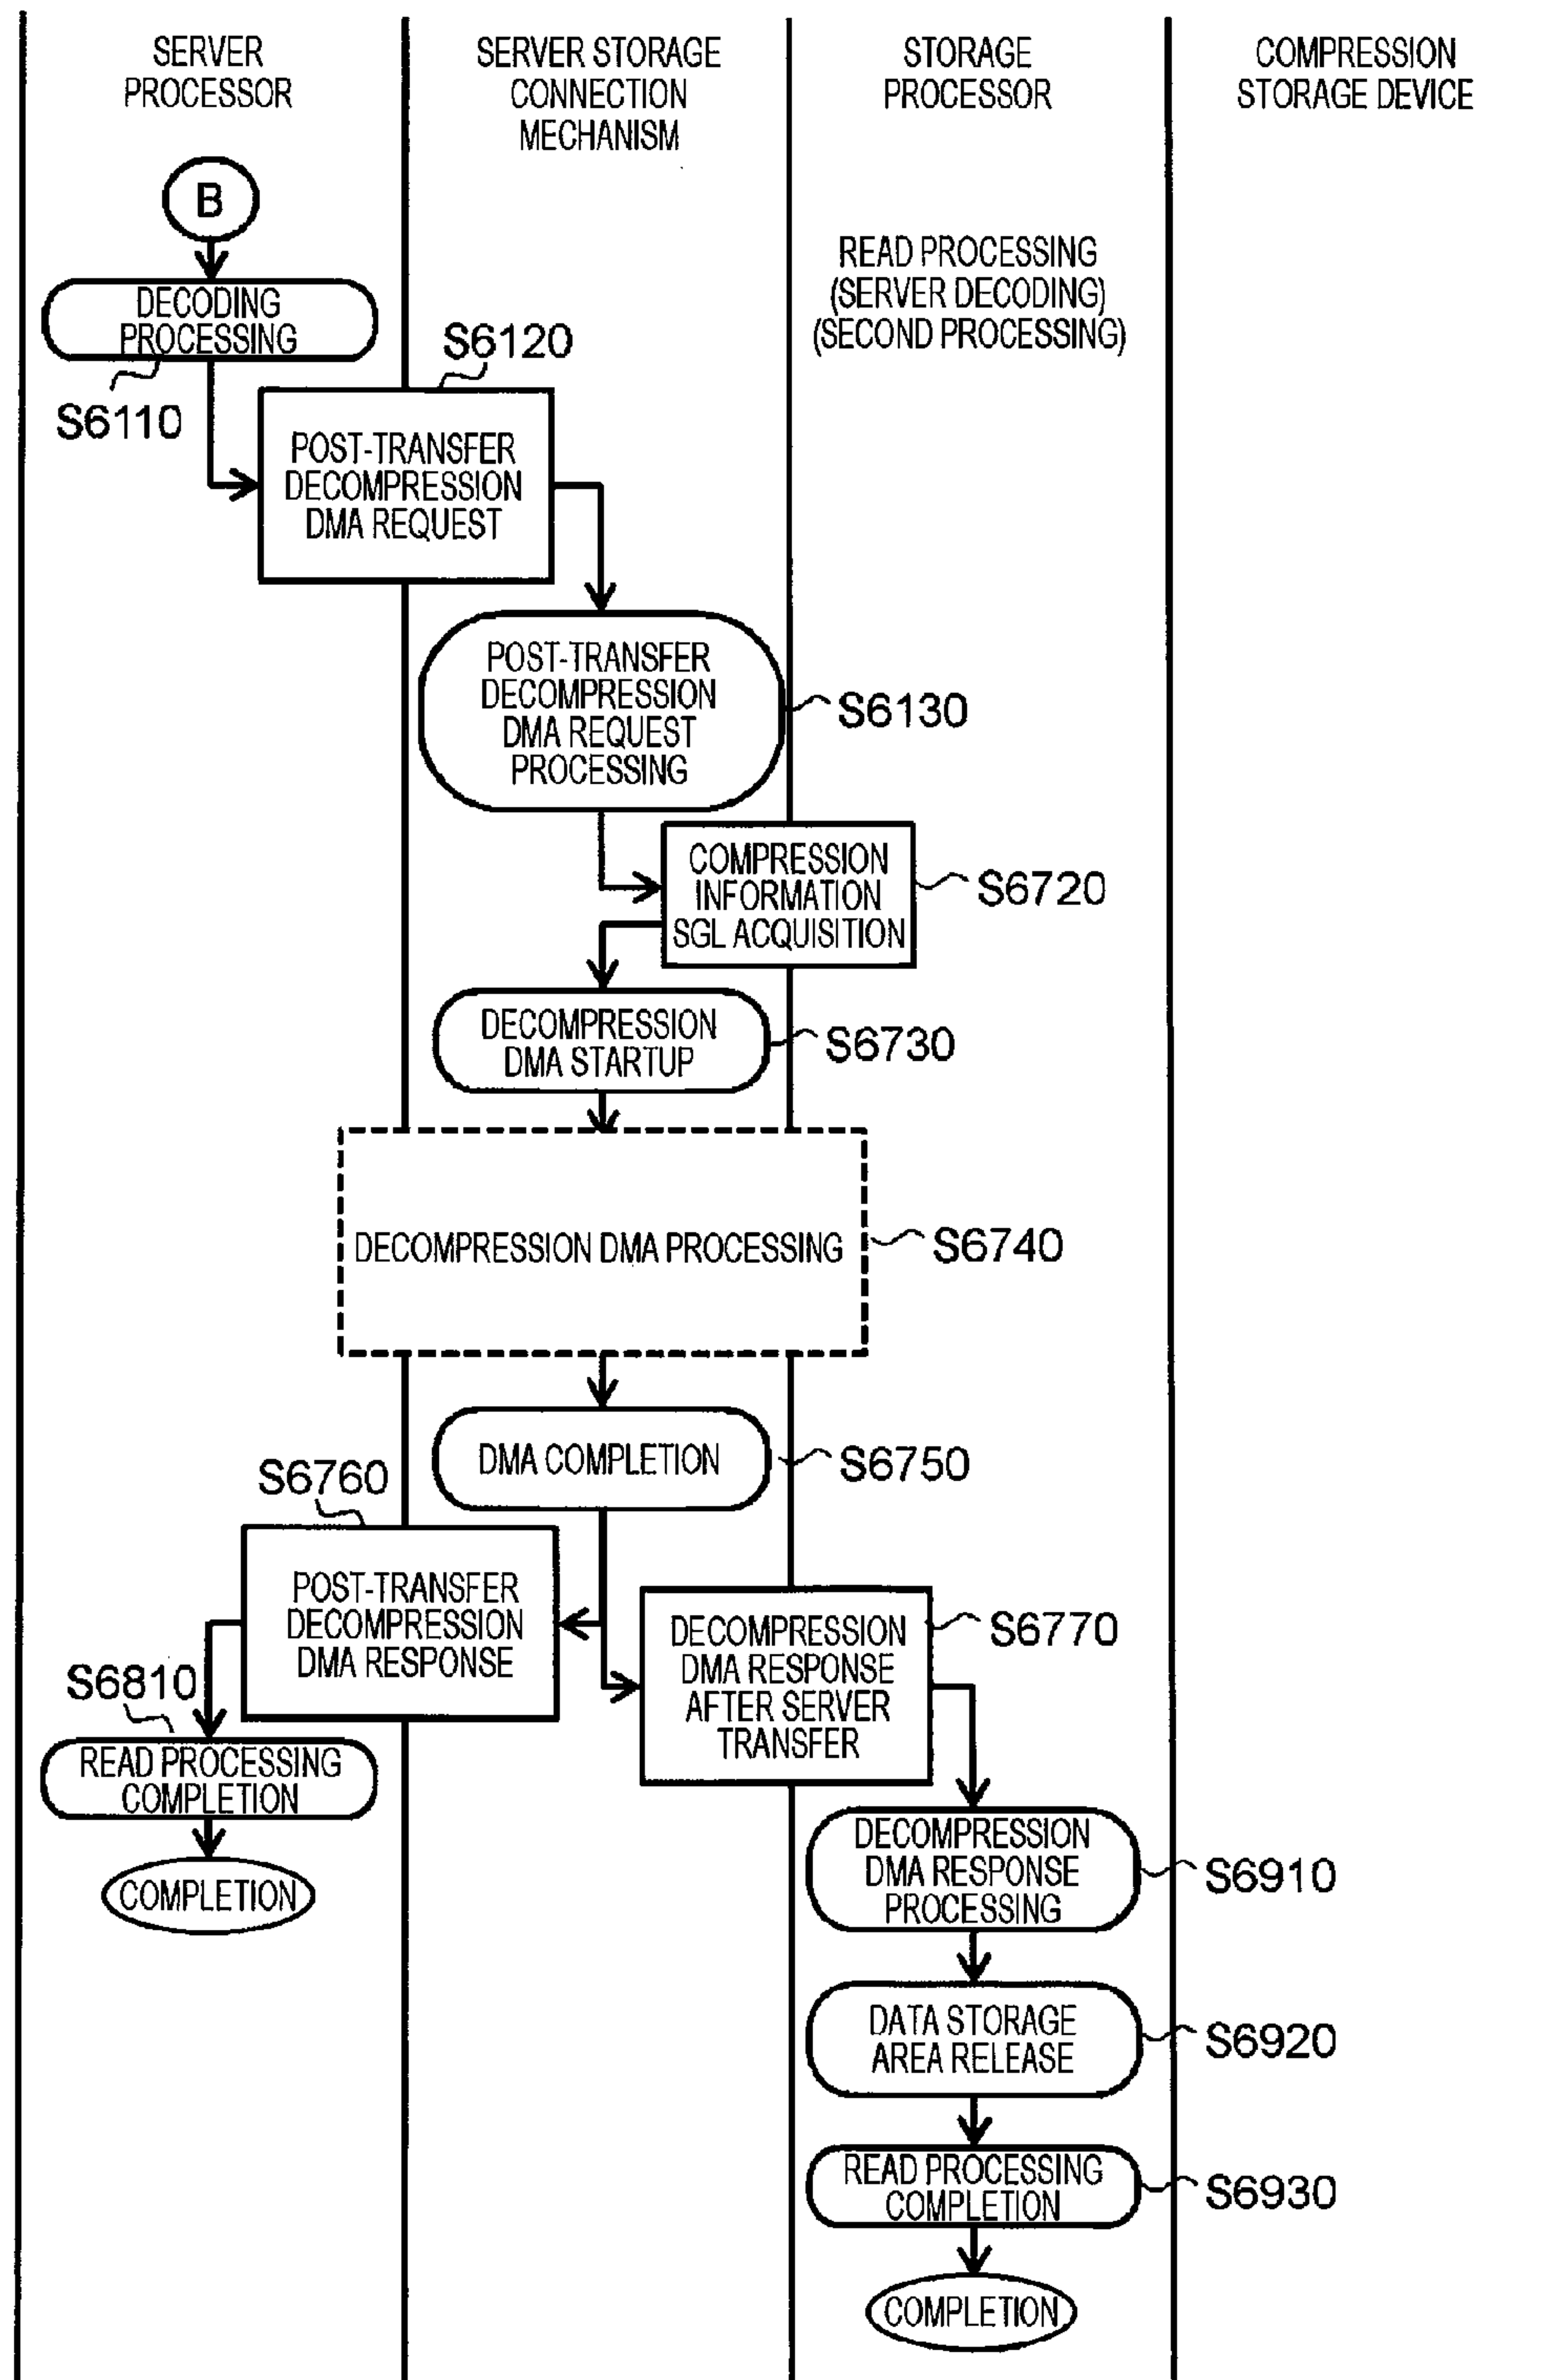 SERVER
PROCESSOR
SERVER STORAGE
CONNECTION
MECHANISM
STORAGE
PROCESSOR
COMPRESSION
STORAGE DEVICE
B
READ PROCESSING
(SERVER DECODING)
(SECOND PROCESSING)
DECODING
PROCESSING
S6110
S6120
POST-TRANSFER
DECOMPRESSION
DMA REQUEST
POST-TRANSFER
DECOMPRESSION
DMA REQUEST
PROCESSING
S6130
COMPRESSION
INFORMATION
SGL ACQUISITION
S6720
DECOMPRESSION
DMA STARTUP
S6730
DECOMPRESSION DMA PROCESSING
S6740
DMA COMPLETION
S6750
S6760
POST-TRANSFER
DECOMPRESSION
DMA RESPONSE
DECOMPRESSION
DMA RESPONSE
AFTER SERVER
TRANSFER
S6770
S6810
READ PROCESSING
COMPLETION
COMPLETION
DECOMPRESSION
DMA RESPONSE
PROCESSING
S6910
DATA STORAGE
AREA RELEASE
S6920
READ PROCESSING
COMPLETION
S6930
COMPLETION